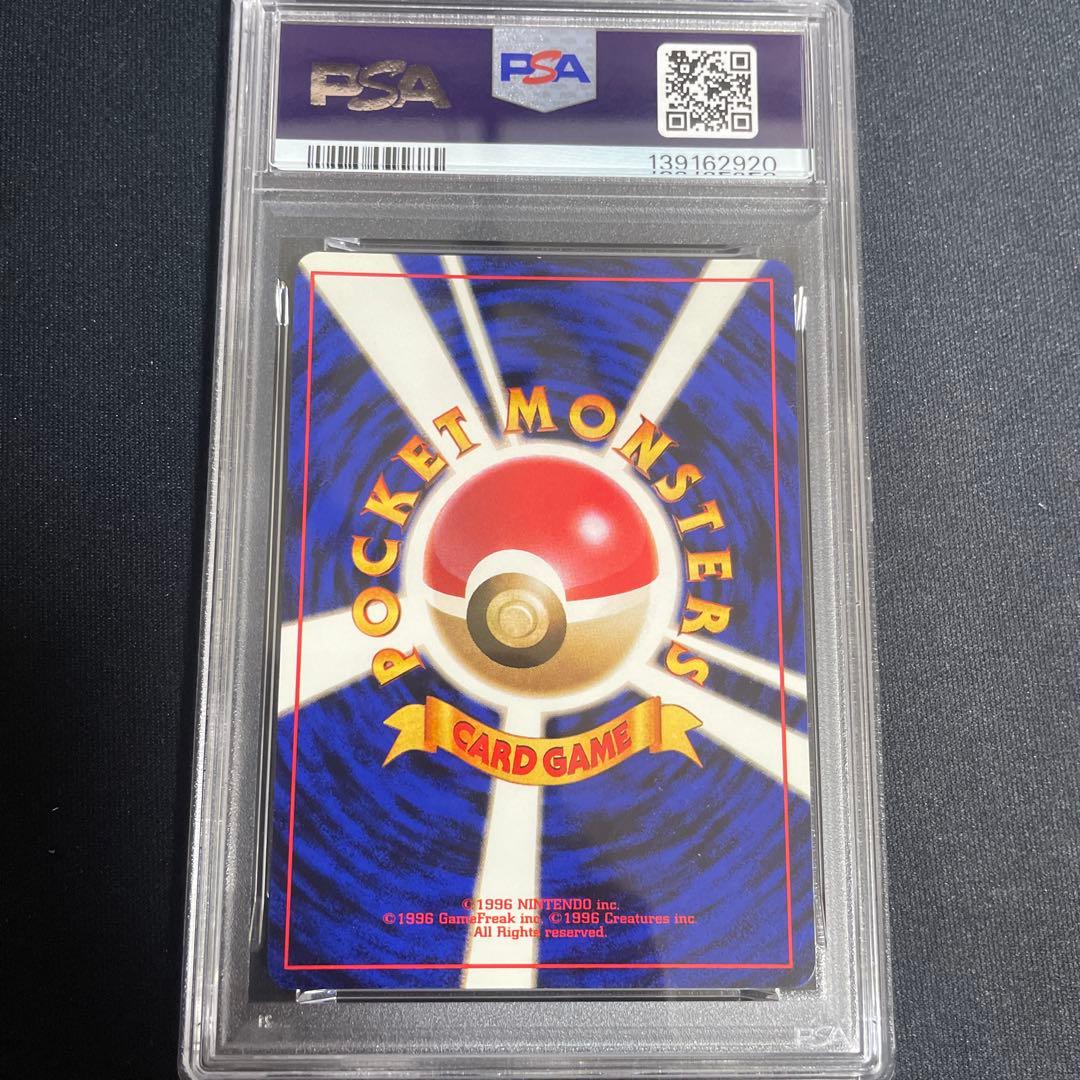 PSA
PSA
139162920
POCKET MONSTERS
CARD GAME
©1996 NINTENDO inc.
©1996 GameFreak inc. ©1996 Creatures inc.
All Rights reserved.
PSA